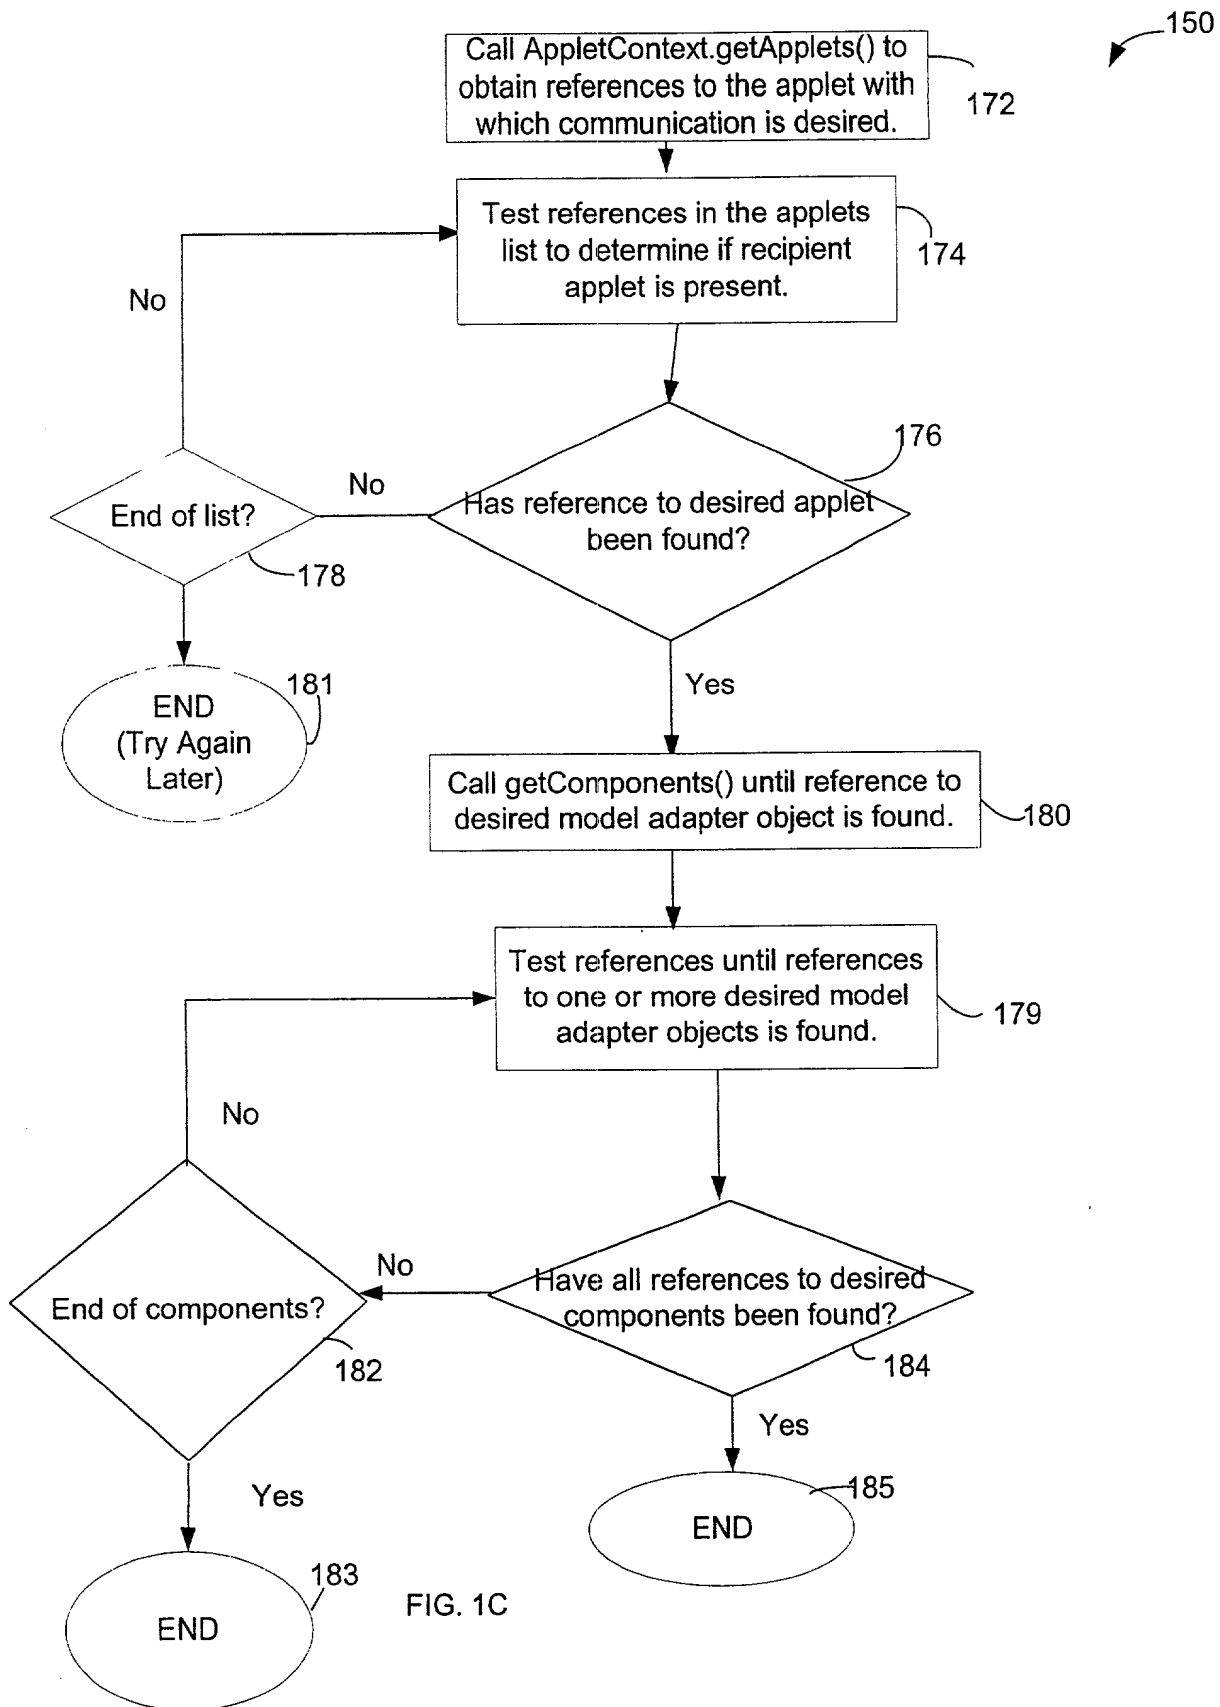 150
Call AppletContext.getApplets() to
obtain references to the applet with
which communication is desired.
172
Test references in the applets
list to determine if recipient
applet is present.
174
No
176
Has reference to desired applet
been found?
No
End of list?
178
181
END
(Try Again
Later)
Yes
Call getComponents() until reference to
desired model adapter object is found.
180
Test references until references
to one or more desired model
adapter objects is found.
179
No
No
Have all references to desired
components been found?
End of components?
182
184
Yes
Yes
185
END
183
END
FIG. 1C